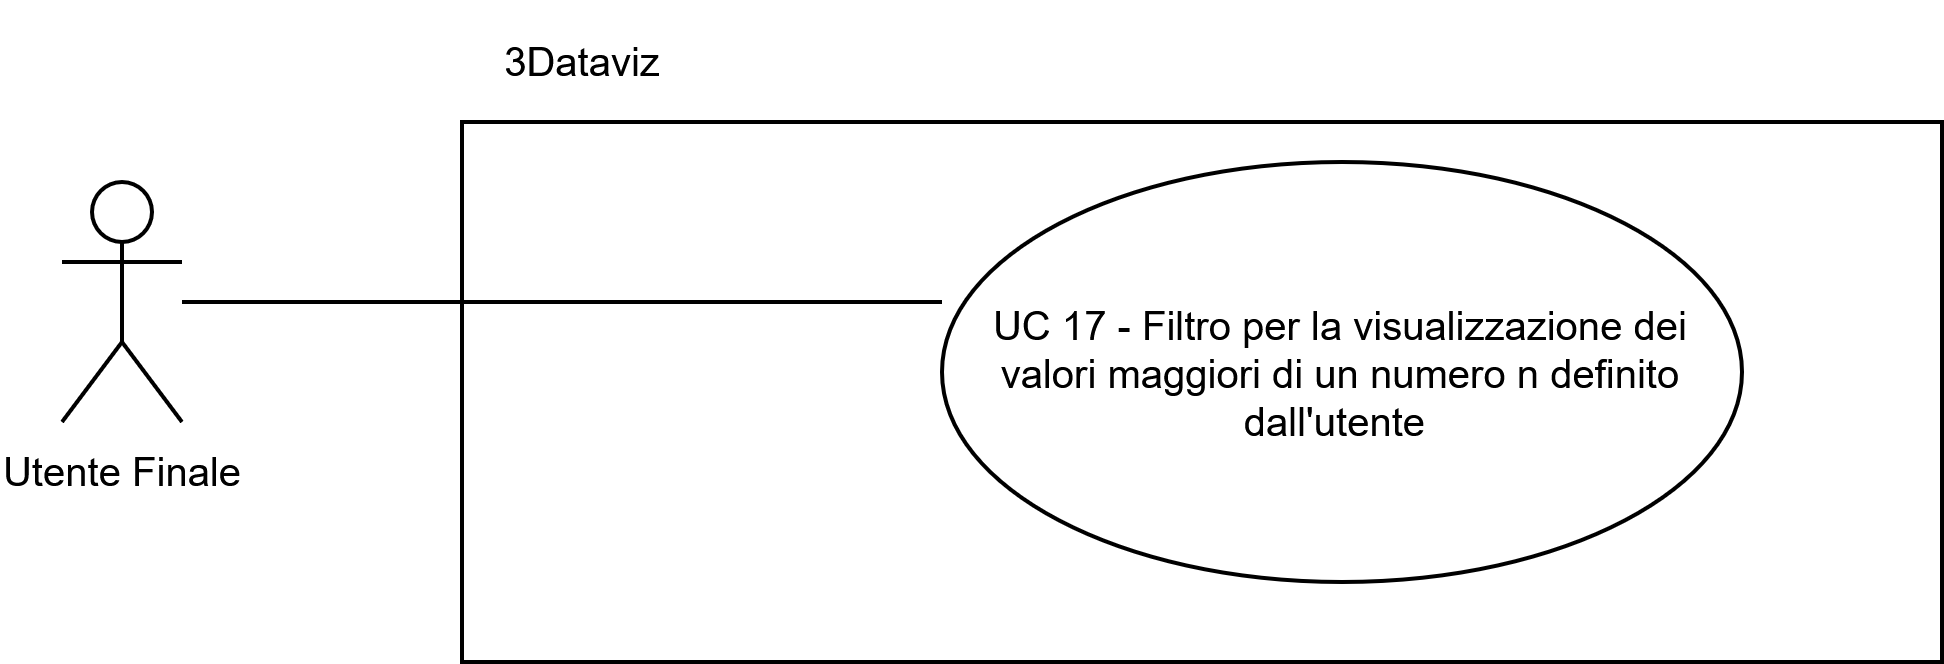 3Dataviz
UC 17 - Filtro per la visualizzazione dei
valori maggiori di un numero n definito
dall'utente
Utente Finale